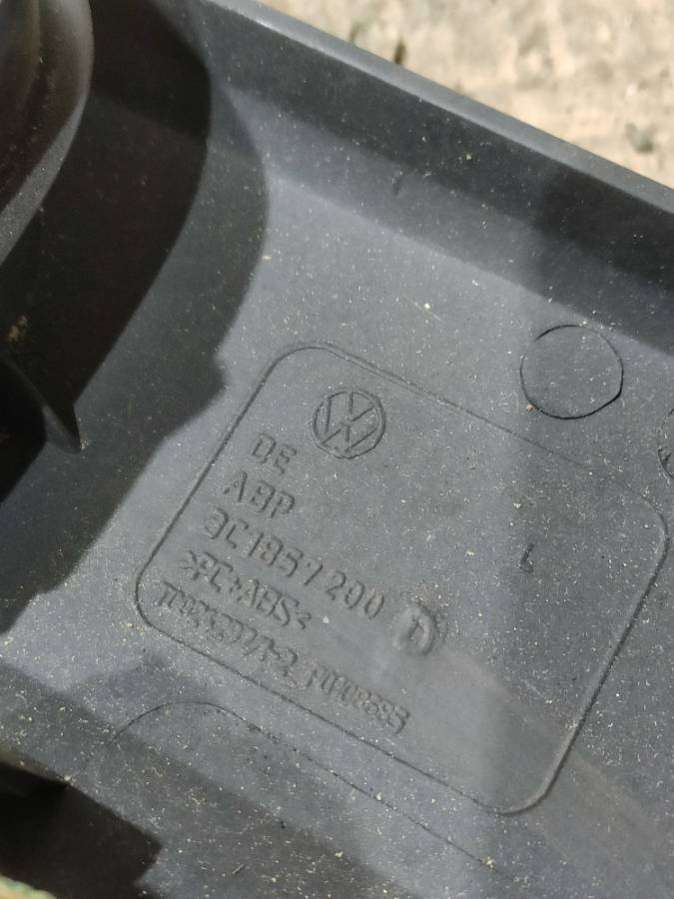 DE
ABP
3C1857200 D
>PC+ABS<
L